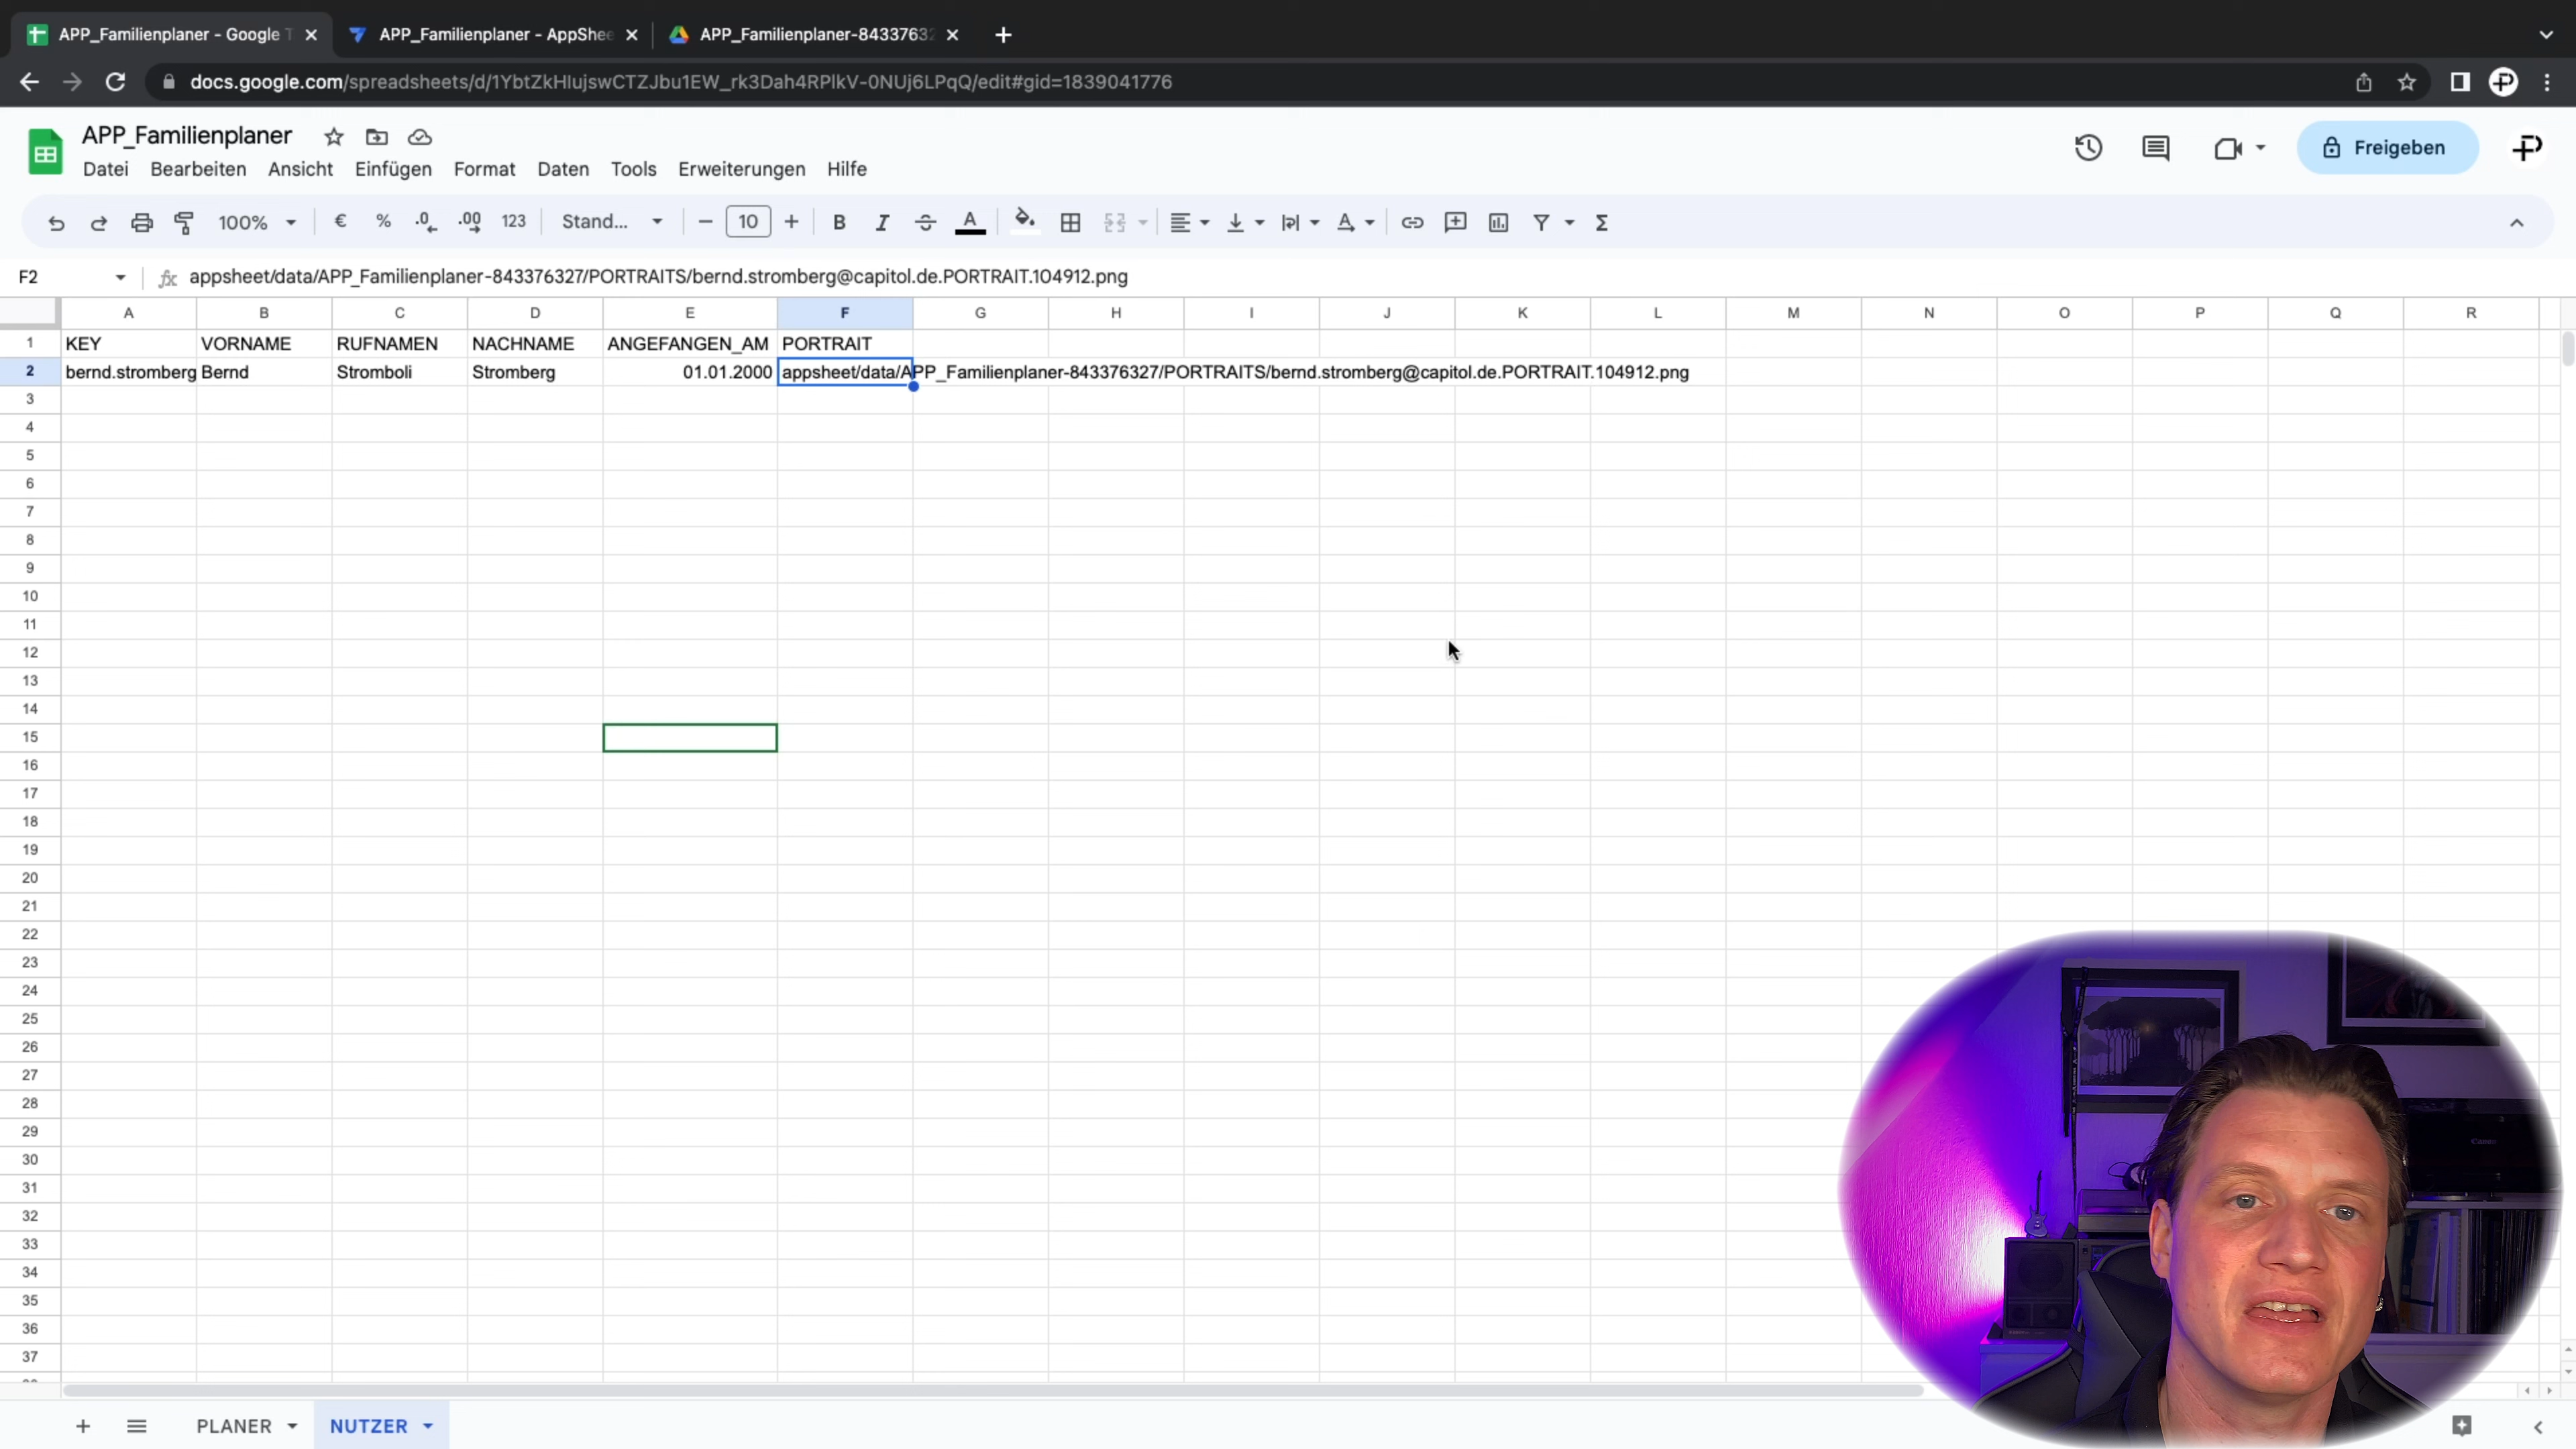 APP_Familienplaner - Google T
APP_Familienplaner - AppShee
APP_Familienplaner-84337632
docs.google.com/spreadsheets/d/1YbtZkHIujswCTZJbu1EW_rk3Dah4RPlkV-0NUj6LPqQ/edit#gid=1839041776
APP_Familienplaner
Datei Bearbeiten Ansicht Einfügen Format Daten Tools Erweiterungen Hilfe
Freigeben
100% € % .0 .00 123 Stand... 10 B I A Σ
F2 fx appsheet/data/APP_Familienplaner-843376327/PORTRAITS/bernd.stromberg@capitol.de.PORTRAIT.104912.png
A B C D E F G H I J K L M N O P Q R
1 KEY VORNAME RUFNAMEN NACHNAME ANGEFANGEN_AM PORTRAIT
2 bernd.stromberg Bernd Stromboli Stromberg 01.01.2000 appsheet/data/APP_Familienplaner-843376327/PORTRAITS/bernd.stromberg@capitol.de.PORTRAIT.104912.png
3
4
5
6
7
8
9
10
11
12
13
14
15
16
17
18
19
20
21
22
23
24
25
26
27
28
29
30
31
32
33
34
35
36
37
Canon
PLANER NUTZER